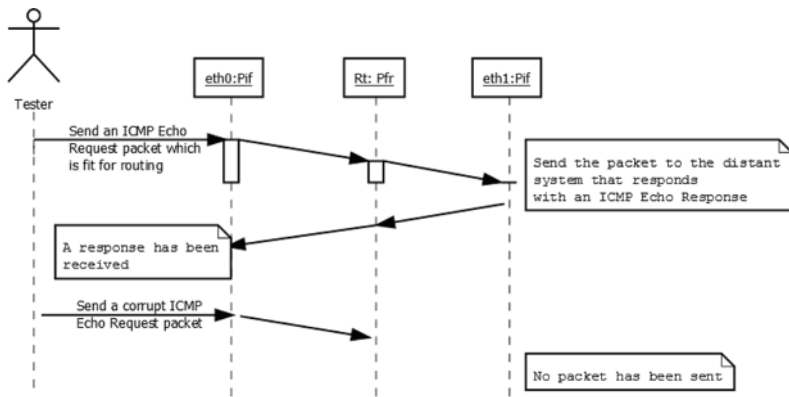 eth0:Pif
Rt: Pfr
eth1:Pif
Tester
Send an ICMP Echo
Request packet which
is fit for routing
Send the packet to the distant
system that responds
with an ICMP Echo Response
A response has been
received
Send a corrupt ICMP
Echo Request packet
No packet has been sent